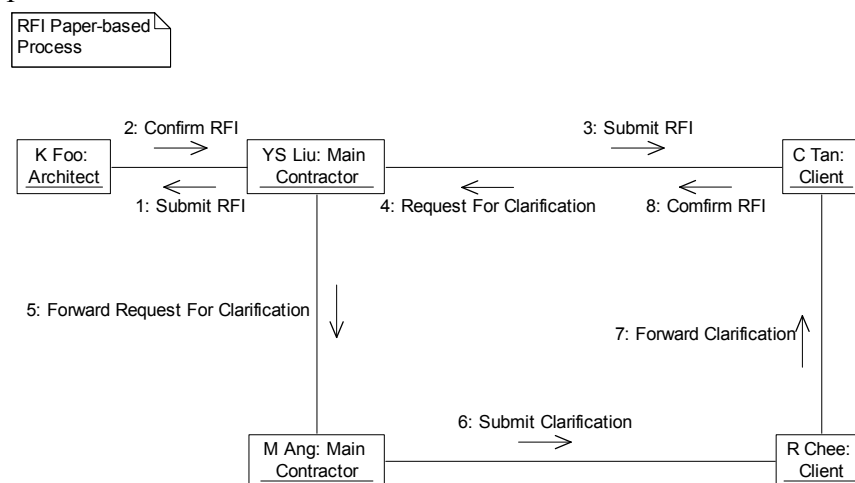 RFI Paper-based
Process
2: Confirm RFI
3: Submit RFI
K Foo:
Architect
YS Liu: Main
Contractor
C Tan:
Client
1: Submit RFI
4: Request For Clarification
8: Comfirm RFI
5: Forward Request For Clarification
7: Forward Clarification
6: Submit Clarification
M Ang: Main
Contractor
R Chee:
Client